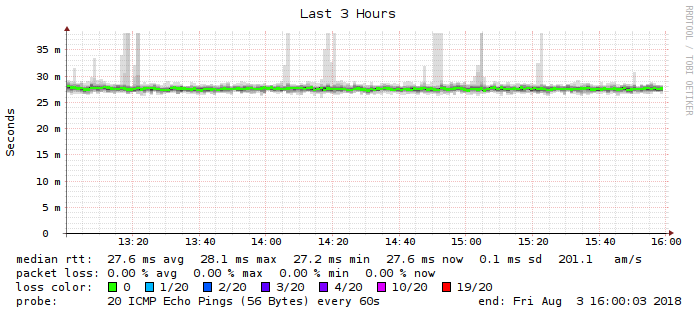 Last 3 Hours
RRDTOOL / TOBI OETIKER
Seconds
35 m
30 m
25 m
20 m
15 m
10 m
5 m
0
13:20 13:40 14:00 14:20 14:40 15:00 15:20 15:40 16:00
median rtt: 27.6 ms avg 28.1 ms max 27.2 ms min 27.6 ms now 0.1 ms sd 201.1 am/s
packet loss: 0.00 % avg 0.00 % max 0.00 % min 0.00 % now
loss color: 0 1/20 2/20 3/20 4/20 10/20 19/20
probe: 20 ICMP Echo Pings (56 Bytes) every 60s end: Fri Aug 3 16:00:03 2018